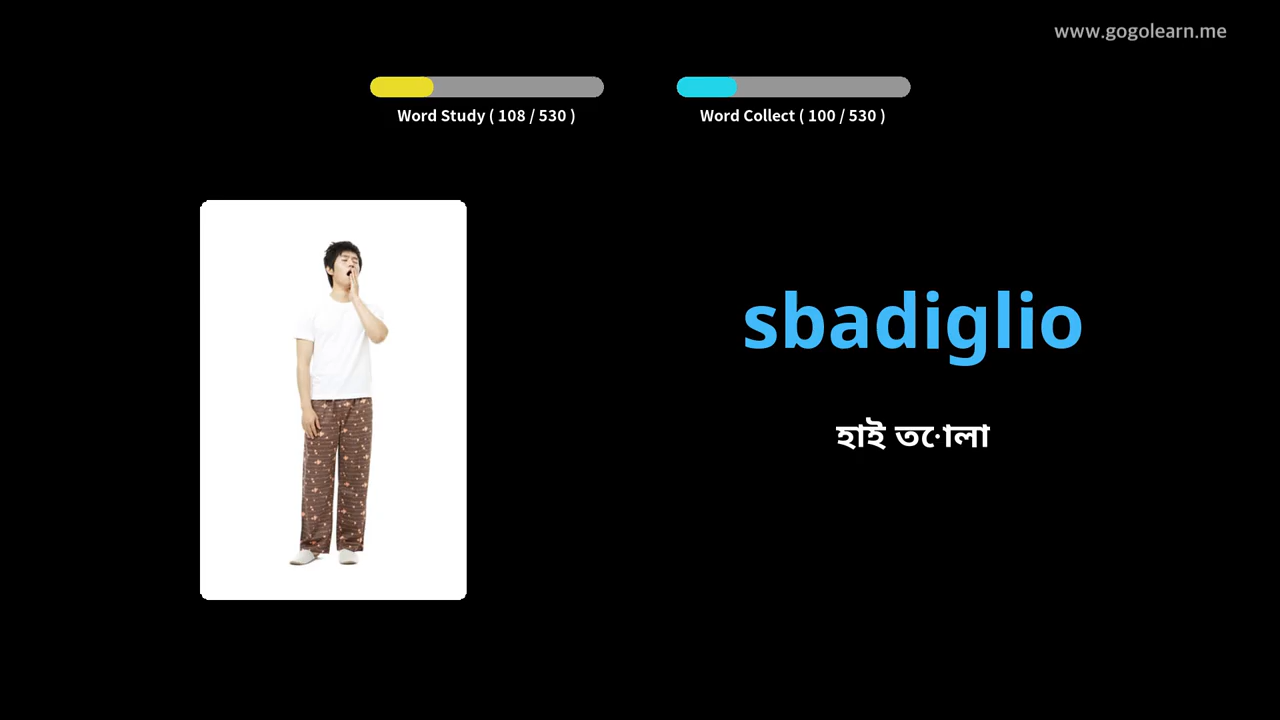 www.gogolearn.me
Word Study ( 108 / 530 )
Word Collect ( 100 / 530 )
sbadiglio
হাই তোলা